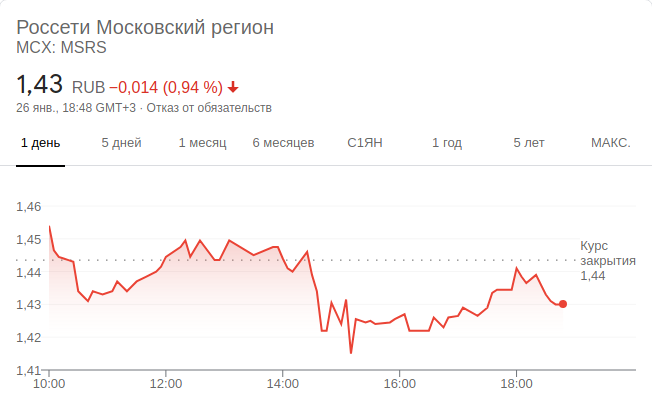 Россети Московский регион
MCX: MSRS
1,43 RUB −0,014 (0,94 %)
26 янв., 18:48 GMT+3 · Отказ от обязательств
1 день 5 дней 1 месяц 6 месяцев С1ЯН 1 год 5 лет МАКС.
1,46
1,45
1,44
1,43
1,42
1,41
Курс
закрытия
1,44
10:00 12:00 14:00 16:00 18:00